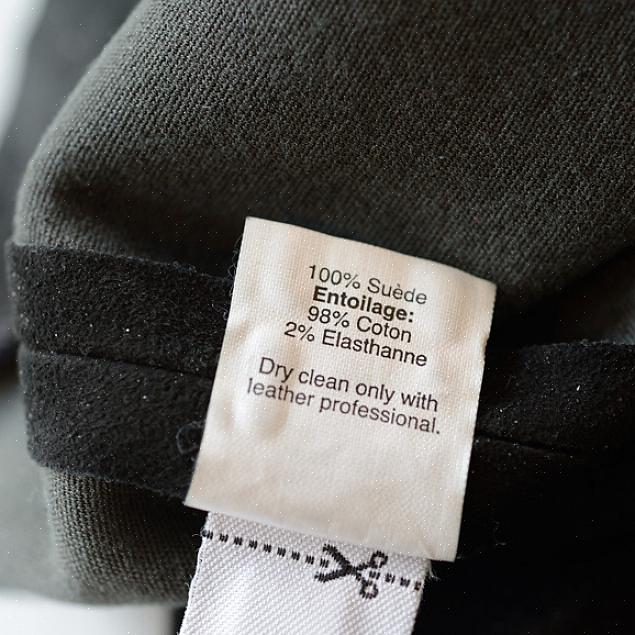 100% Suède
Entoilage:
98% Coton
2% Elasthanne
Dry clean only with
leather professional.